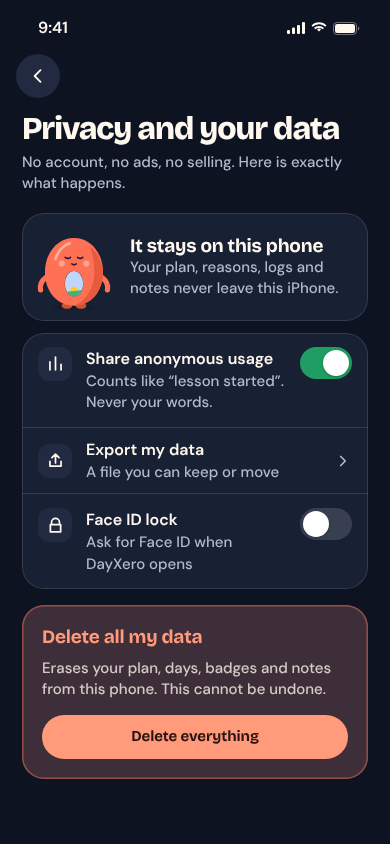 9:41
Privacy and your data
No account, no ads, no selling. Here is exactly
what happens.
It stays on this phone
Your plan, reasons, logs and
notes never leave this iPhone.
Share anonymous usage
Counts like “lesson started”.
Never your words.
Export my data
A file you can keep or move
Face ID lock
Ask for Face ID when
DayXero opens
Delete all my data
Erases your plan, days, badges and notes
from this phone. This cannot be undone.
Delete everything